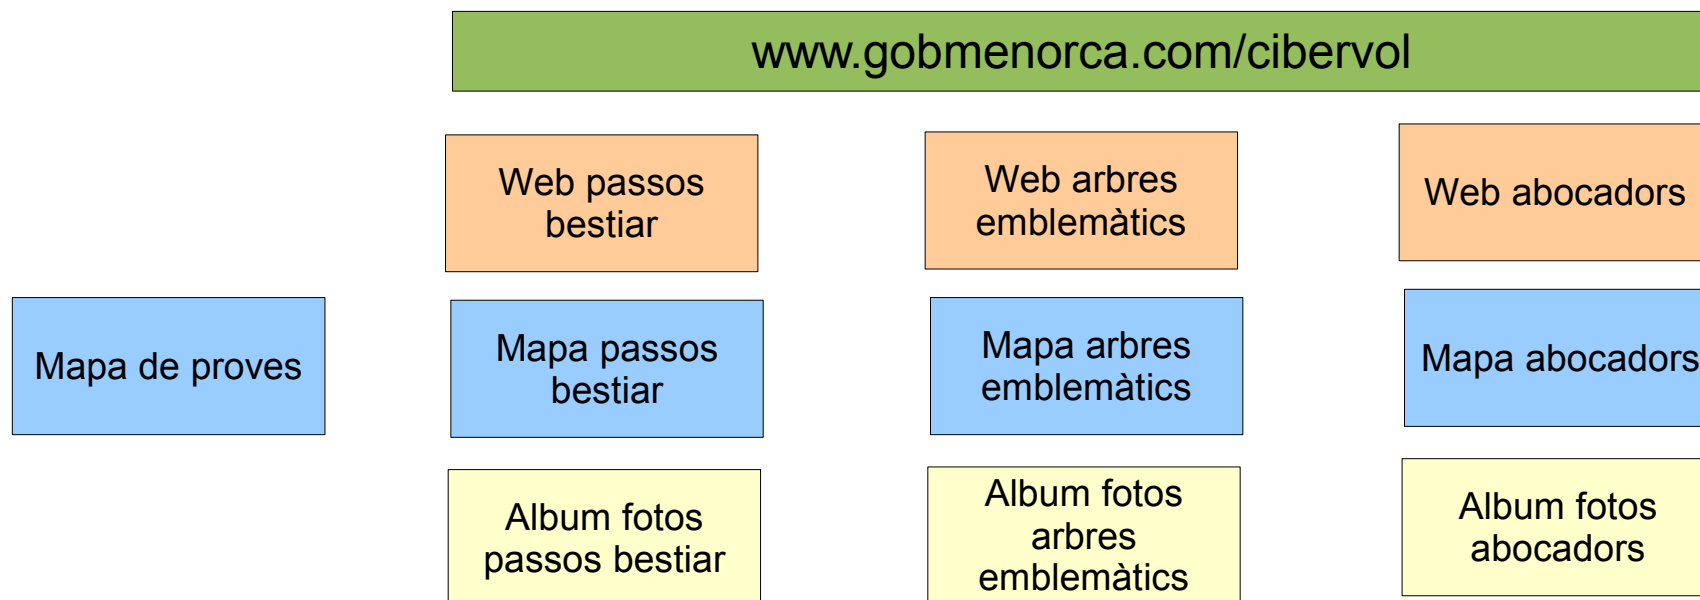 www.gobmenorca.com/cibervol
Web passos
bestiar
Web arbres
emblemàtics
Web abocadors
Mapa de proves
Mapa passos
bestiar
Mapa arbres
emblemàtics
Mapa abocadors
Album fotos
passos bestiar
Album fotos
arbres
emblemàtics
Album fotos
abocadors